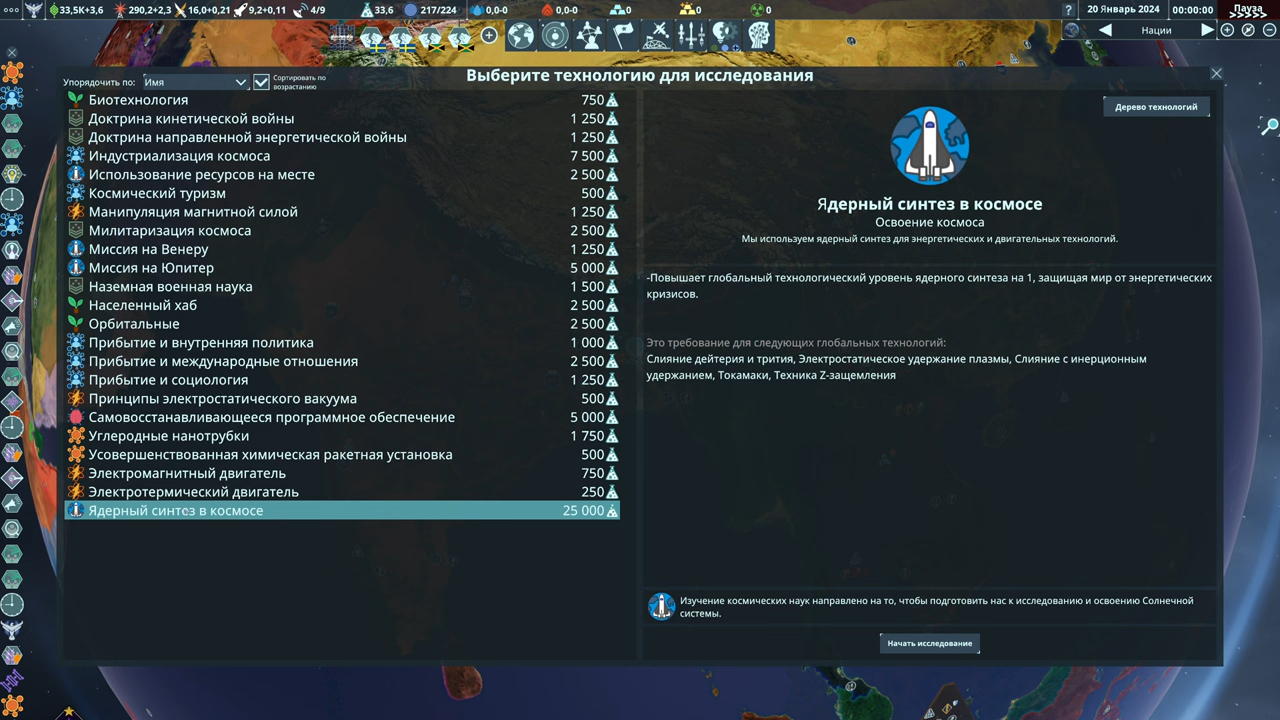 33,5K+3,6 290,2+2,3 16,0+0,21 9,2+0,11 4/9 33,6 217/224 0,0-0 0,0-0 0 0 0 ? 20 Январь 2024 00:00:00 Пауза
>>>>>
Нации
Выберите технологию для исследования
Упорядочить по: Имя Сортировать по возрастанию
Биотехнология 750
Доктрина кинетической войны 1 250
Доктрина направленной энергетической войны 1 250
Индустриализация космоса 7 500
Использование ресурсов на месте 2 500
Космический туризм 500
Манипуляция магнитной силой 1 250
Милитаризация космоса 2 500
Миссия на Венеру 1 250
Миссия на Юпитер 5 000
Наземная военная наука 1 500
Населенный хаб 2 500
Орбитальные 2 500
Прибытие и внутренняя политика 1 000
Прибытие и международные отношения 2 500
Прибытие и социология 1 250
Принципы электростатического вакуума 500
Самовосстанавливающееся программное обеспечение 5 000
Углеродные нанотрубки 1 750
Усовершенствованная химическая ракетная установка 500
Электромагнитный двигатель 750
Электротермический двигатель 250
Ядерный синтез в космосе 25 000
Дерево технологий
Ядерный синтез в космосе
Освоение космоса
Мы используем ядерный синтез для энергетических и двигательных технологий.
-Повышает глобальный технологический уровень ядерного синтеза на 1, защищая мир от энергетических
кризисов.
Это требование для следующих глобальных технологий:
Слияние дейтерия и трития, Электростатическое удержание плазмы, Слияние с инерционным
удержанием, Токамаки, Техника Z-защемления
Изучение космических наук направлено на то, чтобы подготовить нас к исследованию и освоению Солнечной
системы.
Начать исследование